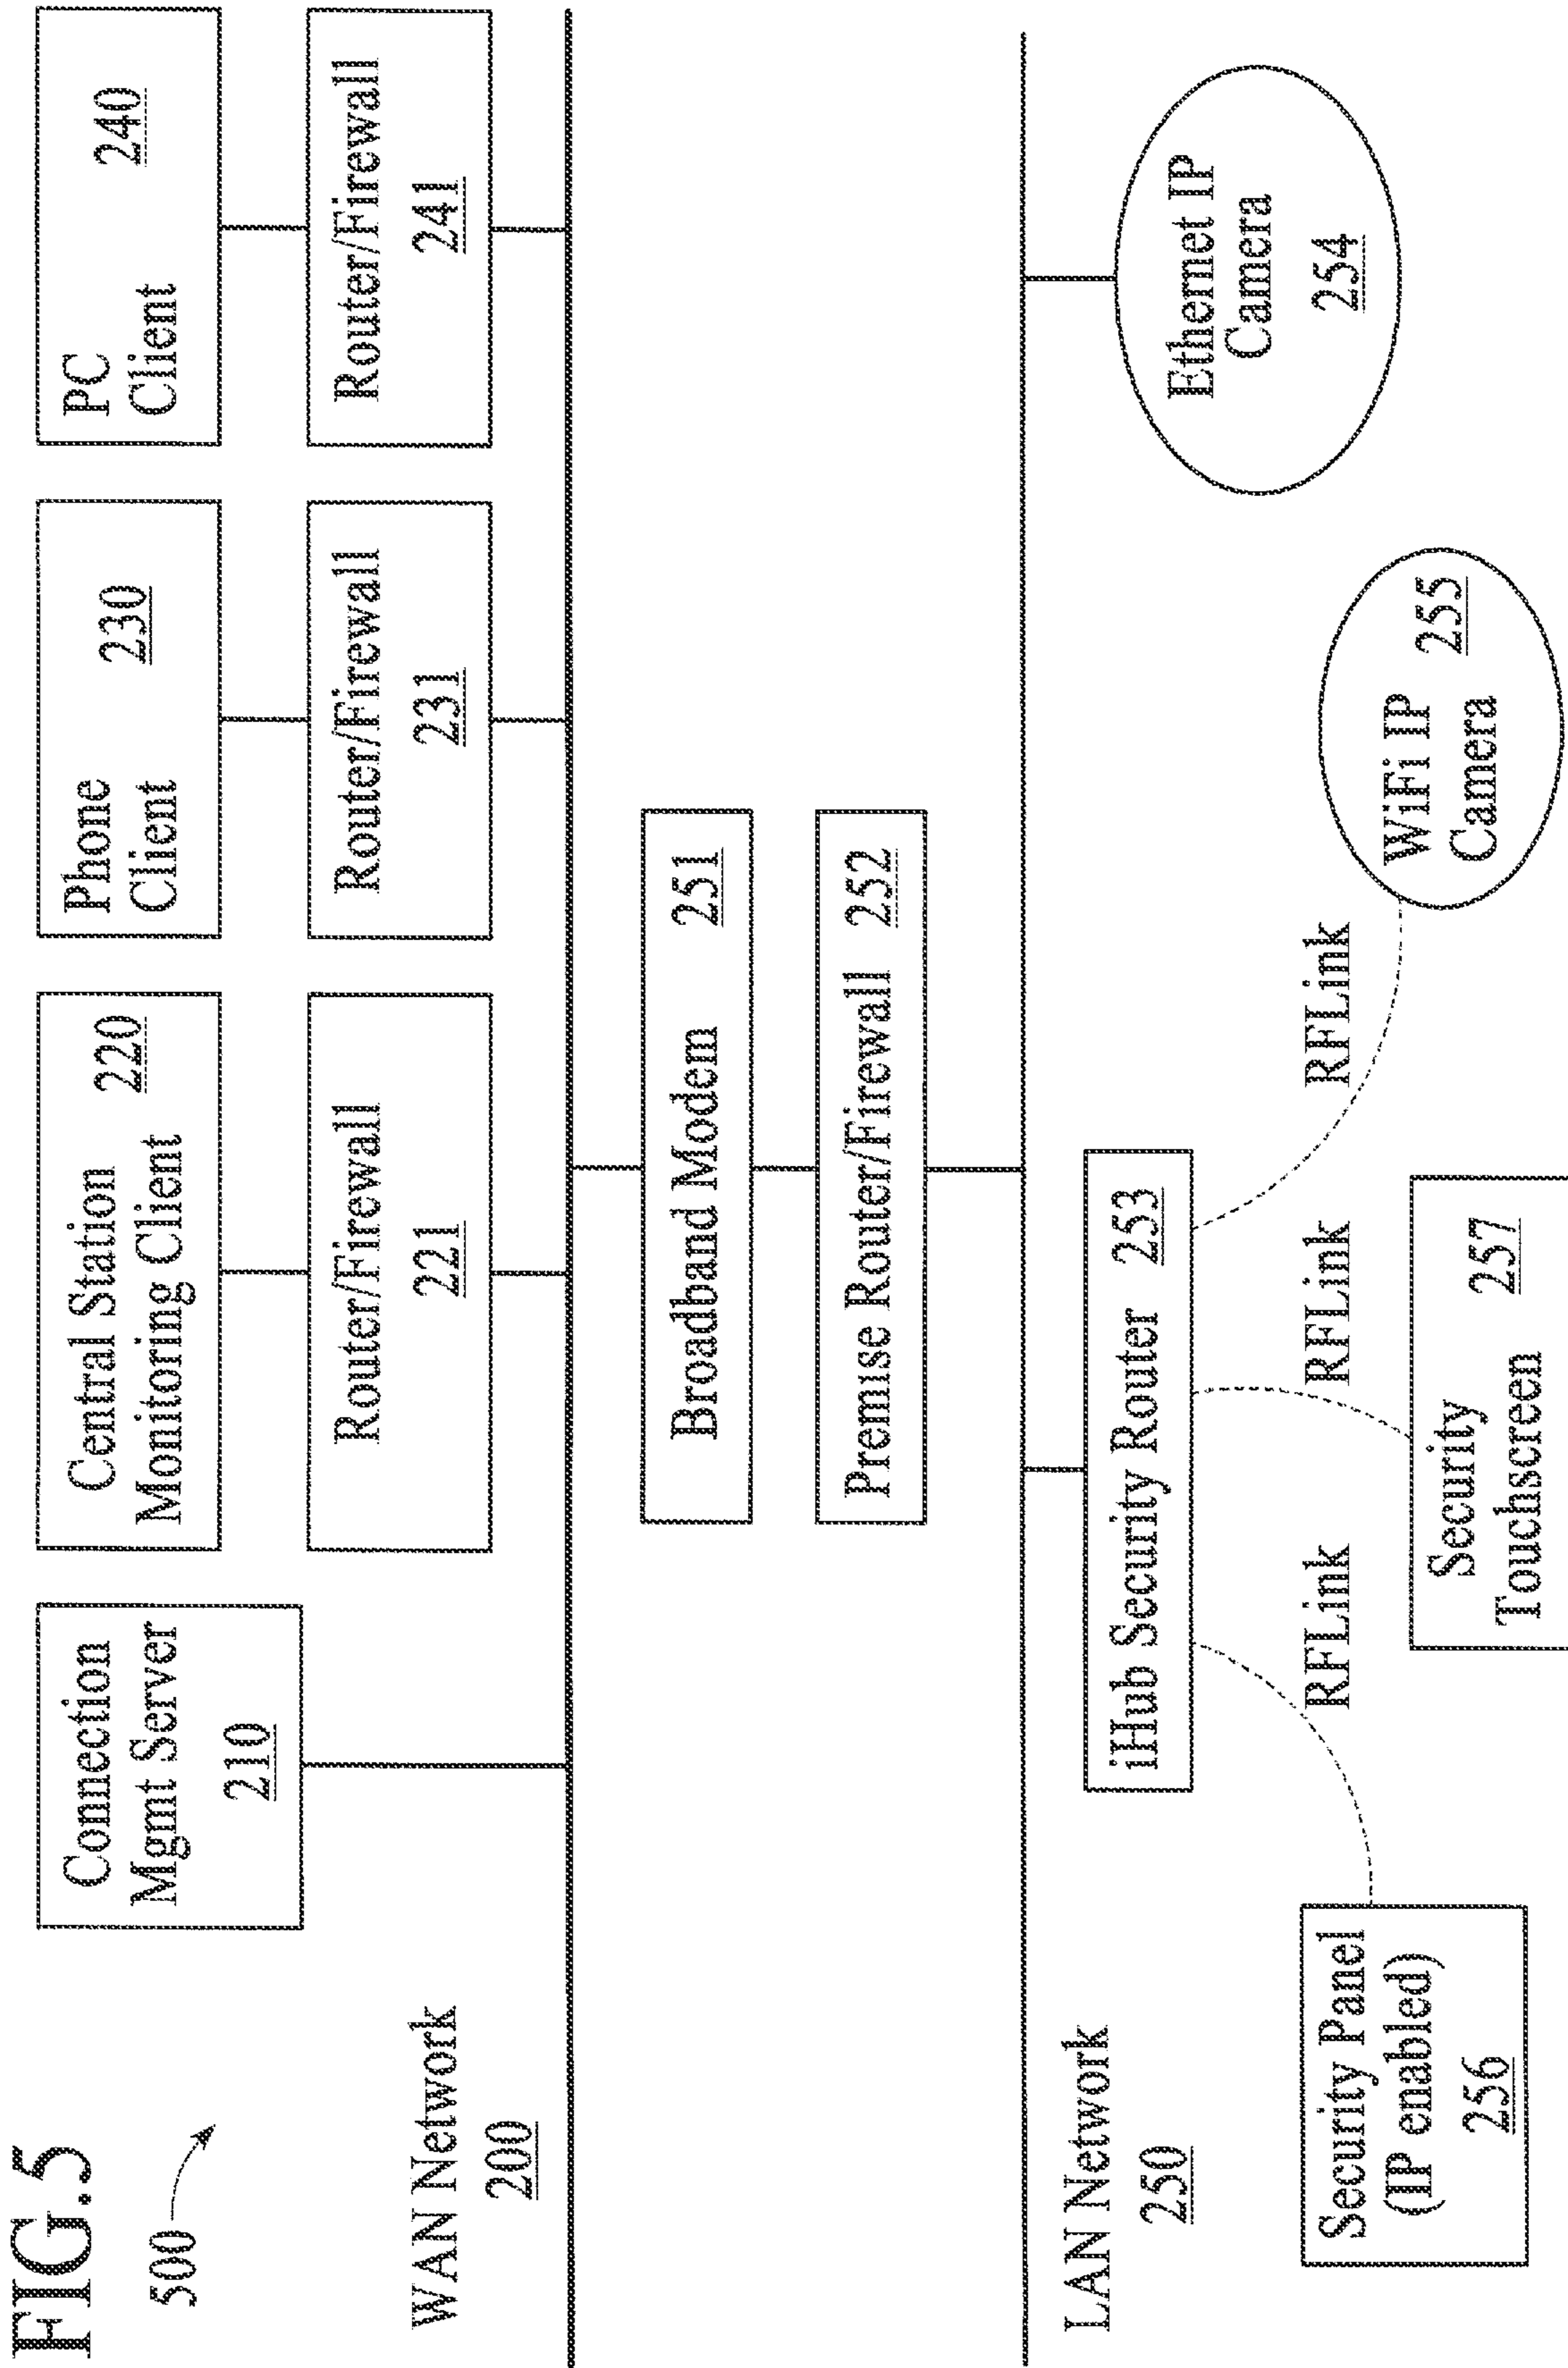 FIG.5
500
Connection
Mgmt Server
210
Central Station
Monitoring Client 220
Phone
Client 230
PC
Client 240
Router/Firewall
221
Router/Firewall
231
Router/Firewall
241
WAN Network
200
Broadband Modem 251
Premise Router/Firewall 252
LAN Network
250
iHub Security Router 253
Ethernet IP
Camera
254
RFLink
RFLink
RFLink
Security Panel
(IP enabled)
256
Security
Touchscreen 257
WiFi IP
Camera 255